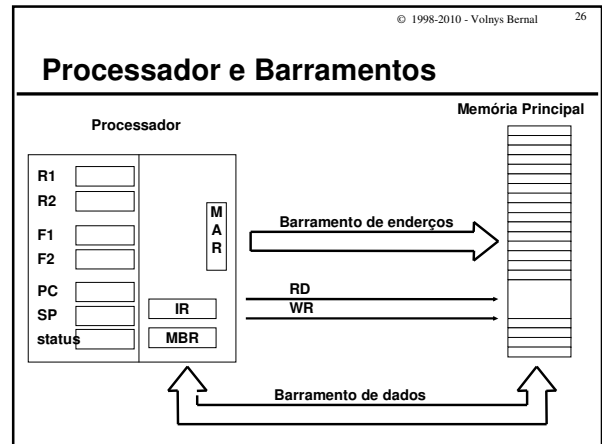 © 1998-2010 - Volnys Bernal 26
Processador e Barramentos
Memória Principal
Processador
R1
R2
F1
F2
PC
SP
status
M
A
R
IR
MBR
Barramento de enderços
RD
WR
Barramento de dados